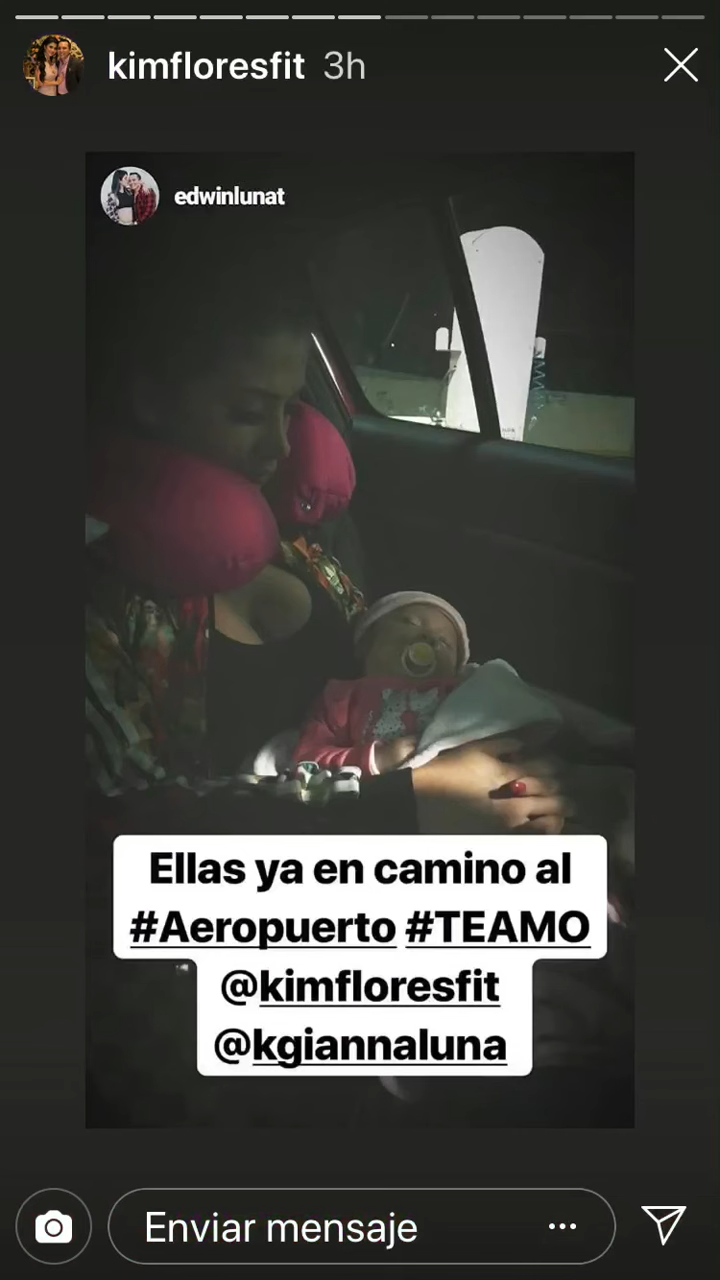 kimfloresfit 3h
edwinlunat
Ellas ya en camino al
#Aeropuerto #TEAMO
@kimfloresfit
@kgiannaluna
Enviar mensaje